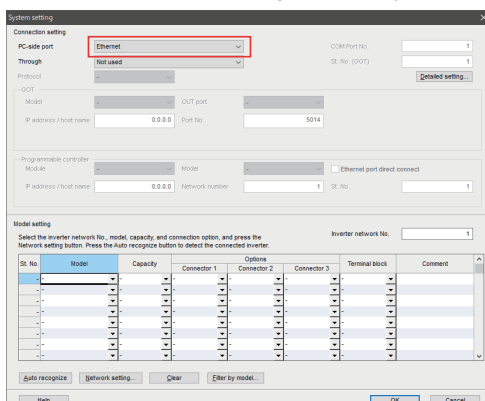 System setting
Connection setting
PC-side port Ethernet COM Port No. 1
Through Not used St. No. (GOT) 1
Protocol - Detailed setting...
GOT
Model - OUT port -
IP address / host name 0.0.0.0 Port No. 5014
Programmable controller
Module - Model - Ethernet port direct connect
IP address / host name 0.0.0.0 Network number 1 St. No. 1
Model setting
Select the inverter network No., model, capacity, and connection option, and press the
Network setting button. Press the Auto recognize button to detect the connected inverter.
Inverter network No. 1
St. No. Model Capacity Options Terminal block Comment
Connector 1 Connector 2 Connector 3
- - - - - - -
- - - - - - -
- - - - - - -
- - - - - - -
- - - - - - -
- - - - - - -
- - - - - - -
Auto recognize Network setting... Clear Filter by model...
Help OK Cancel